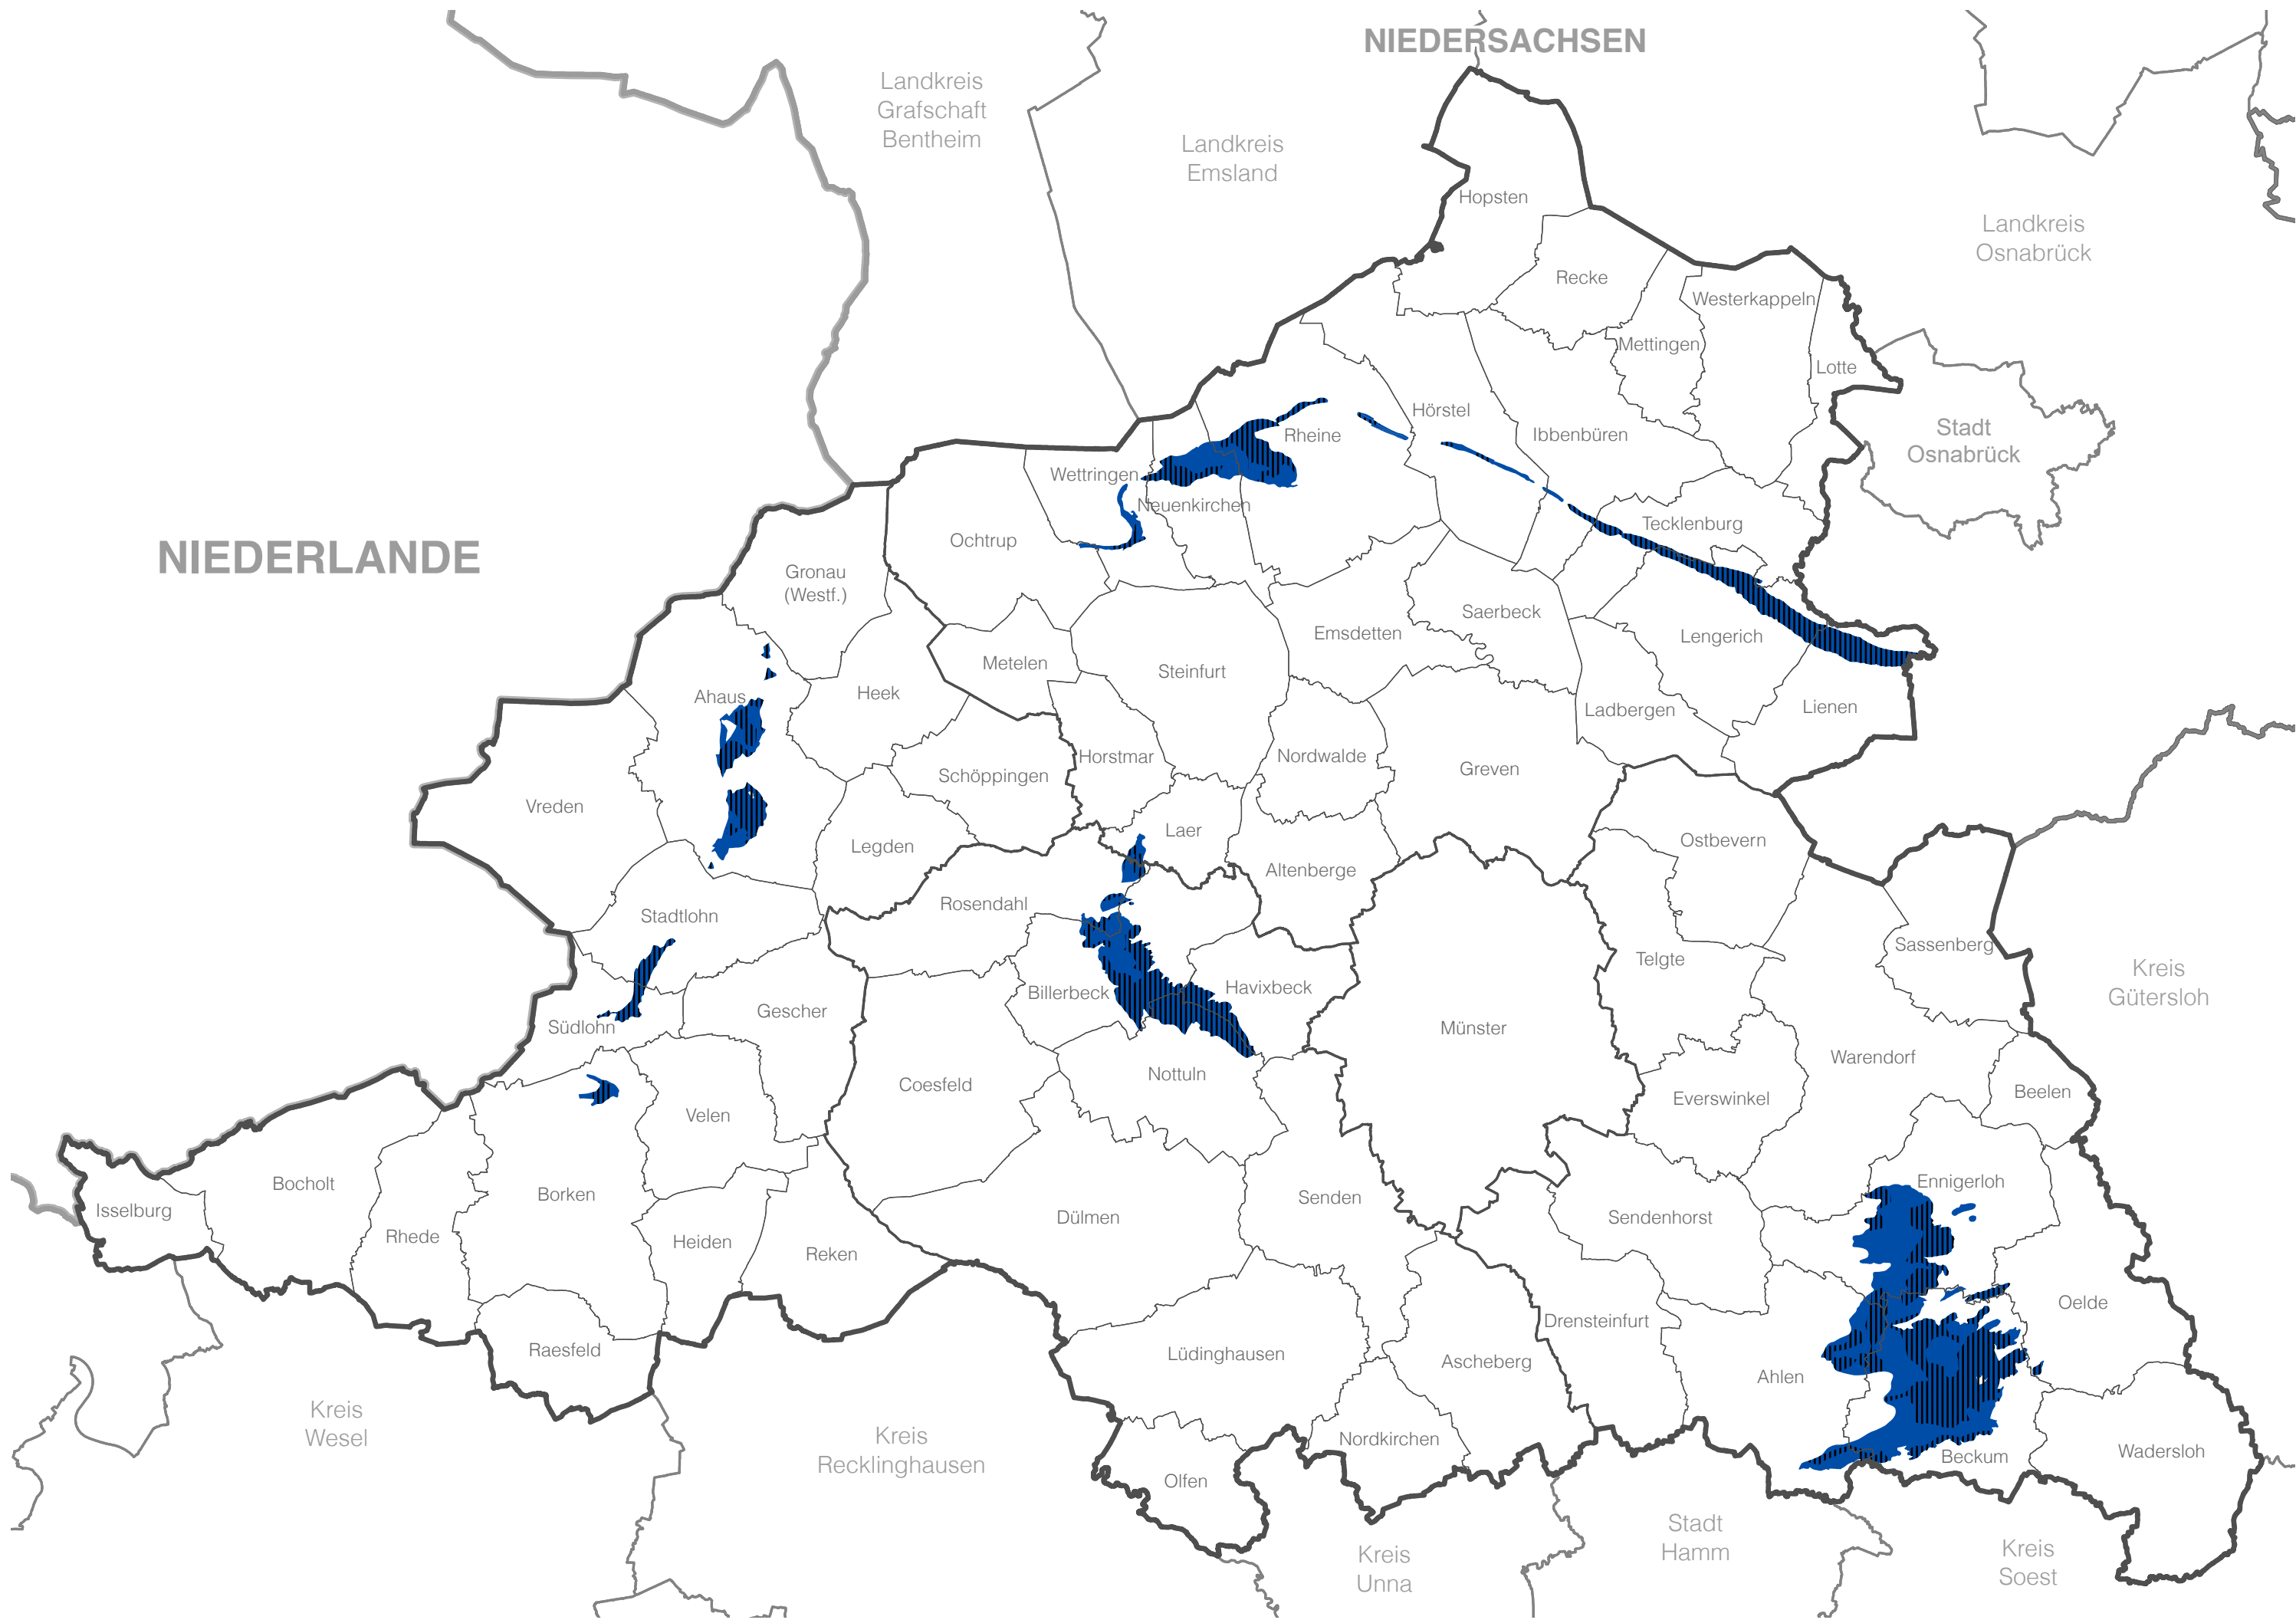 NIEDERSACHSEN
Landkreis
Grafschaft
Bentheim
Landkreis
Emsland
Hopsten
Landkreis
Osnabrück
Recke
Westerkappeln
Mettingen
Lotte
Hörstel
Rheine
Ibbenbüren
Stadt
Osnabrück
Wettringen
Neuenkirchen
Tecklenburg
Ochtrup
NIEDERLANDE
Gronau
(Westf.)
Saerbeck
Emsdetten
Lengerich
Metelen
Steinfurt
Heek
Ahaus
Ladbergen
Lienen
Horstmar
Nordwalde
Greven
Schöppingen
Vreden
Laer
Ostbevern
Legden
Altenberge
Rosendahl
Stadtlohn
Sassenberg
Telgte
Kreis
Gütersloh
Billerbeck
Havixbeck
Gescher
Südlohn
Münster
Warendorf
Nottuln
Coesfeld
Everswinkel
Beelen
Velen
Bocholt
Ennigerloh
Borken
Senden
Isselburg
Dülmen
Sendenhorst
Rhede
Heiden
Reken
Oelde
Drensteinfurt
Raesfeld
Lüdinghausen
Ascheberg
Ahlen
Kreis
Wesel
Kreis
Recklinghausen
Nordkirchen
Beckum
Wadersloh
Olfen
Stadt
Hamm
Kreis
Unna
Kreis
Soest